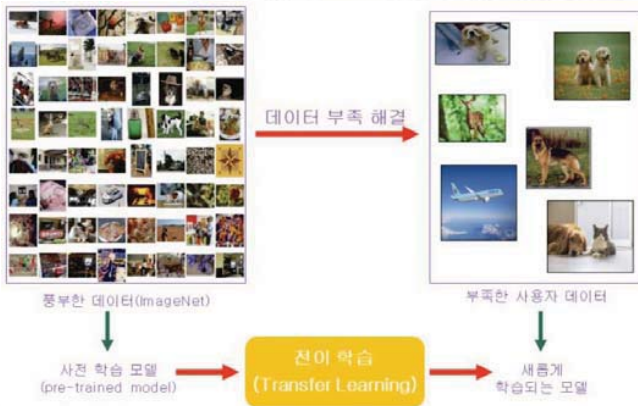 데이터 부족 해결
풍부한 데이터(ImageNet)
부족한 사용자 데이터
사전 학습 모델
(pre-trained model)
전이 학습
(Transfer Learning)
새롭게
학습되는 모델